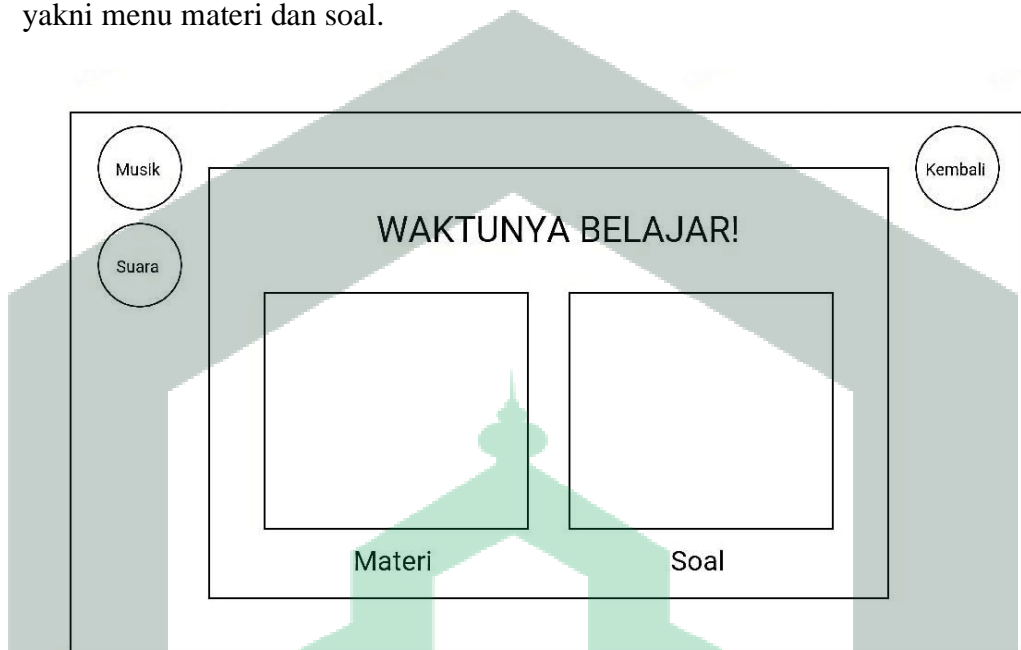 yakni menu materi dan soal.
Musik
Kembali
Suara
WAKTUNYA BELAJAR!
Materi
Soal